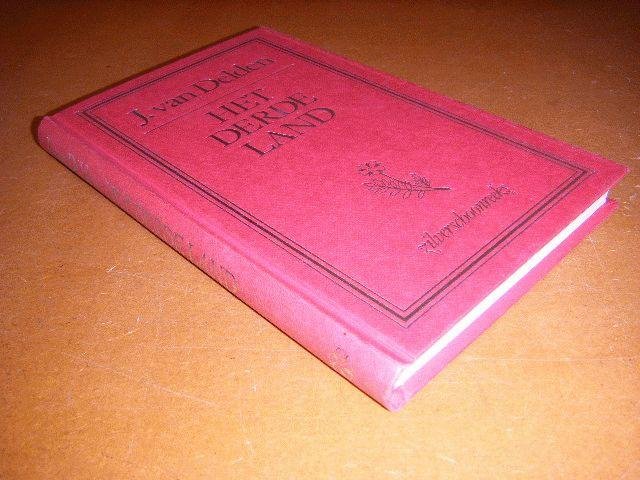 J. van Delden
HET
DERDE
LAND
zilverschoonreeks